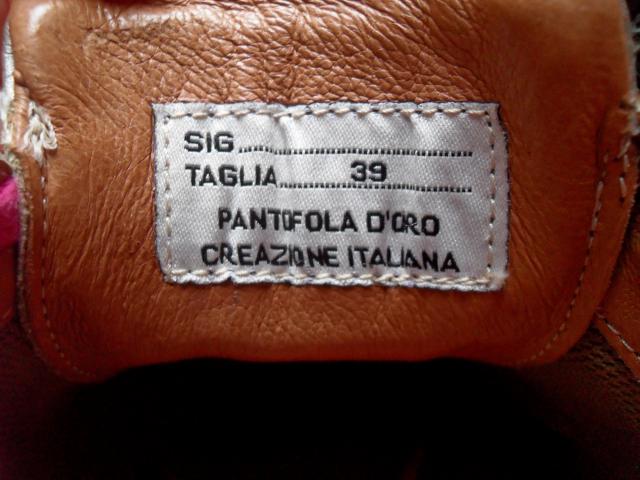 SIG..............................
TAGLIA..........39..........
PANTOFOLA D'ORO
CREAZIONE ITALIANA